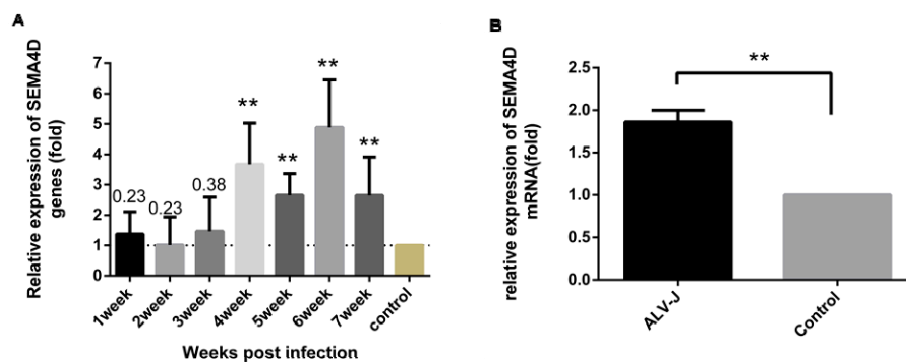 A
Relative expression of SEMA4D
genes (fold)
7
6
5
4
3
2
1
0
0.23
0.23
0.38
**
**
**
**
1week
2week
3week
4week
5week
6week
7week
control
Weeks post infection
B
relative expression of SEMA4D
mRNA(fold)
2.5
2.0
1.5
1.0
0.5
0.0
**
ALV-J
Control